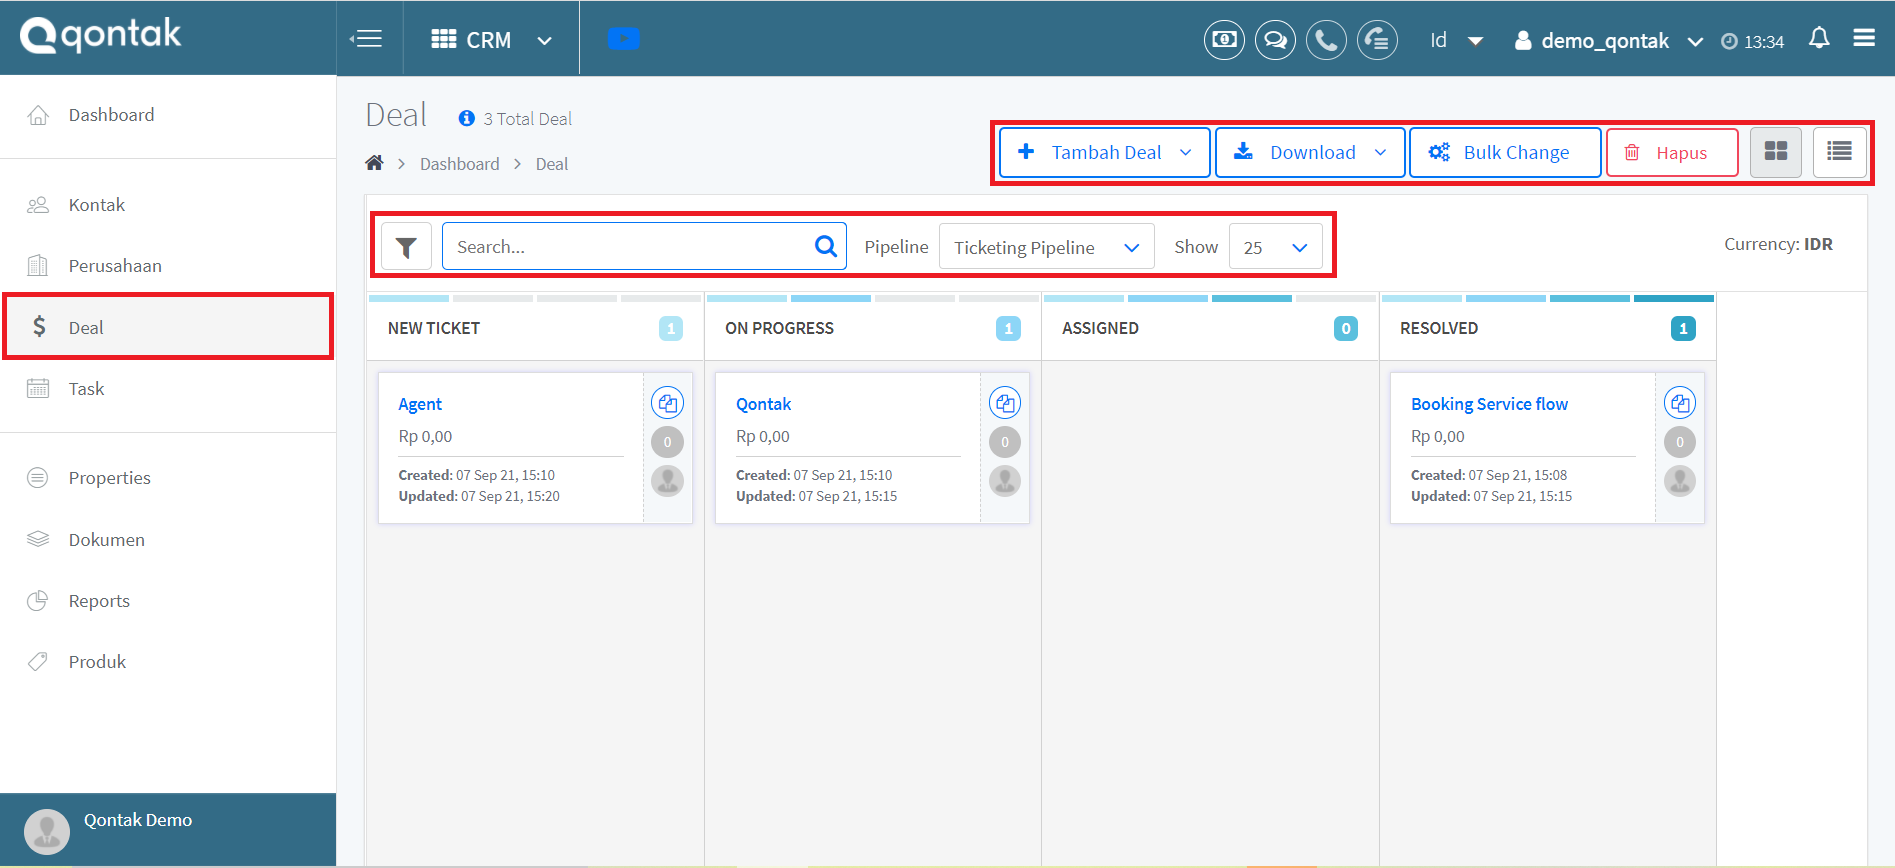 qontak
CRM
Id
demo_qontak
13:34
Dashboard
Kontak
Perusahaan
Deal
Task
Properties
Dokumen
Reports
Produk
Qontak Demo
Deal
3 Total Deal
Dashboard > Deal
Tambah Deal
Download
Bulk Change
Hapus
Search...
Pipeline
Ticketing Pipeline
Show
25
Currency: IDR
NEW TICKET 1
Agent
Rp 0,00
0
Created: 07 Sep 21, 15:10
Updated: 07 Sep 21, 15:20
ON PROGRESS 1
Qontak
Rp 0,00
0
Created: 07 Sep 21, 15:10
Updated: 07 Sep 21, 15:15
ASSIGNED 0
RESOLVED 1
Booking Service flow
Rp 0,00
0
Created: 07 Sep 21, 15:08
Updated: 07 Sep 21, 15:15